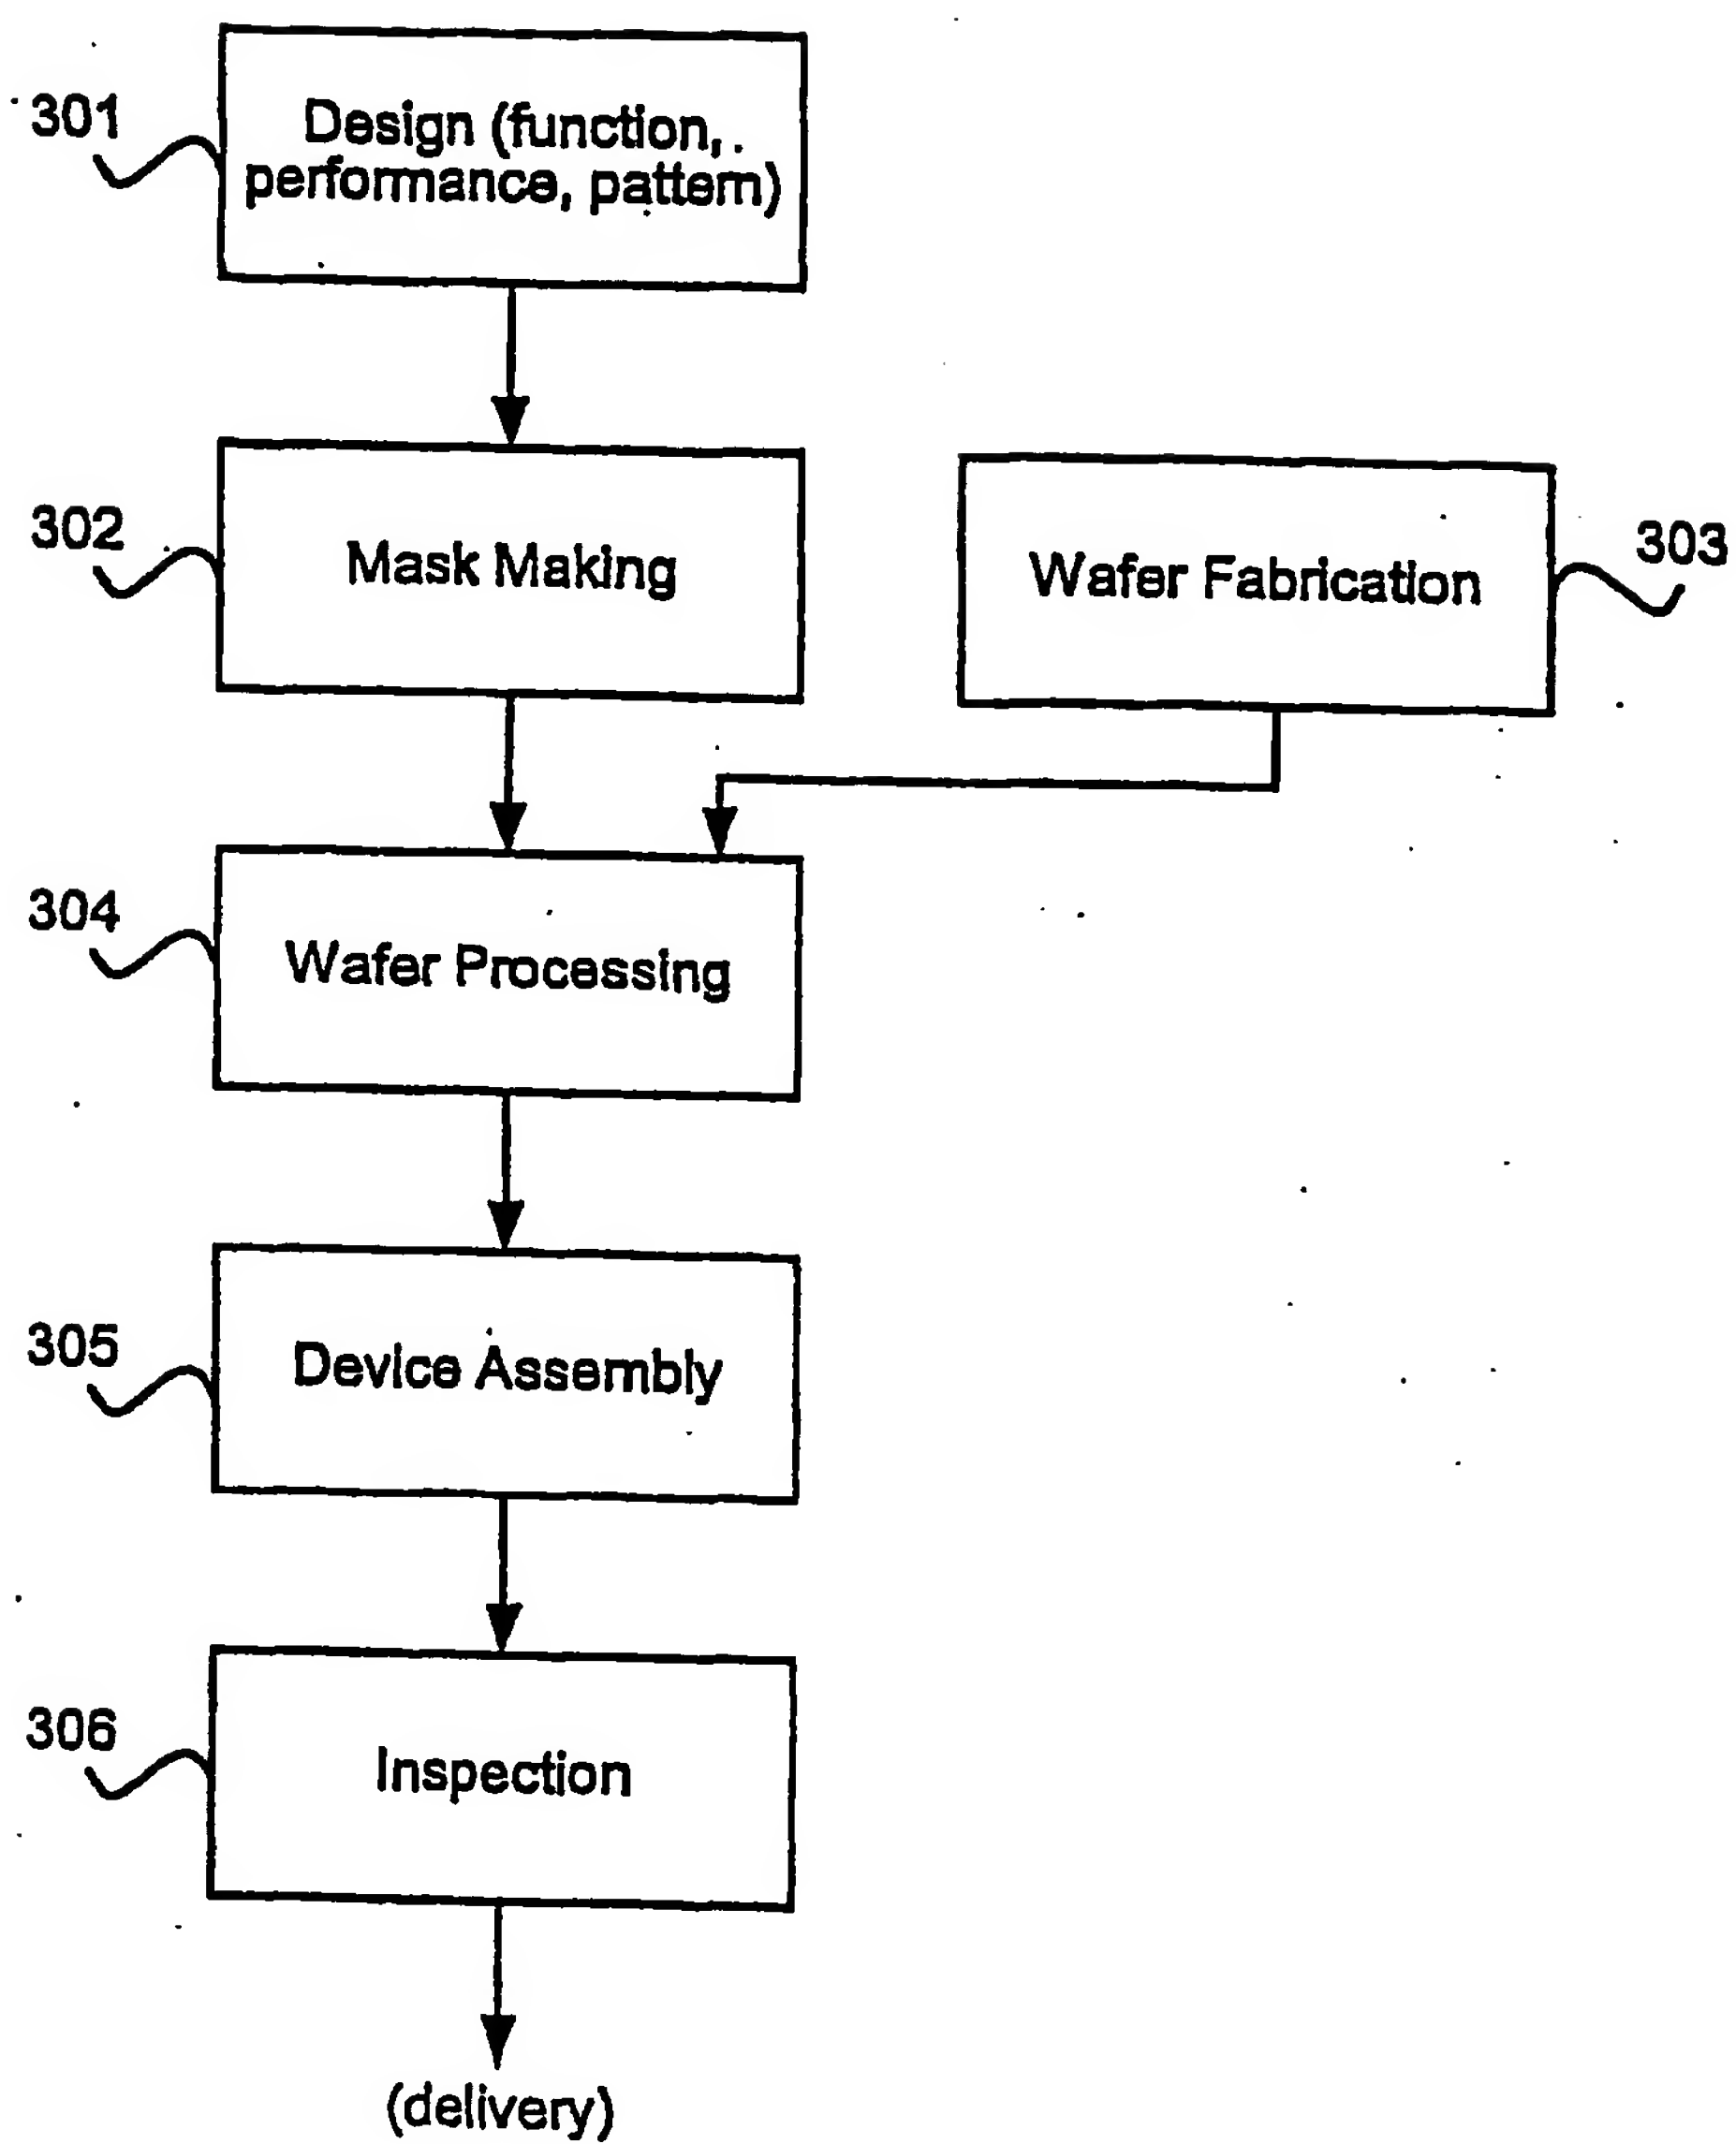 301
Design (function,
performance, pattern)
302
Mask Making
Wafer Fabrication
303
304
Wafer Processing
305
Device Assembly
306
Inspection
(delivery)